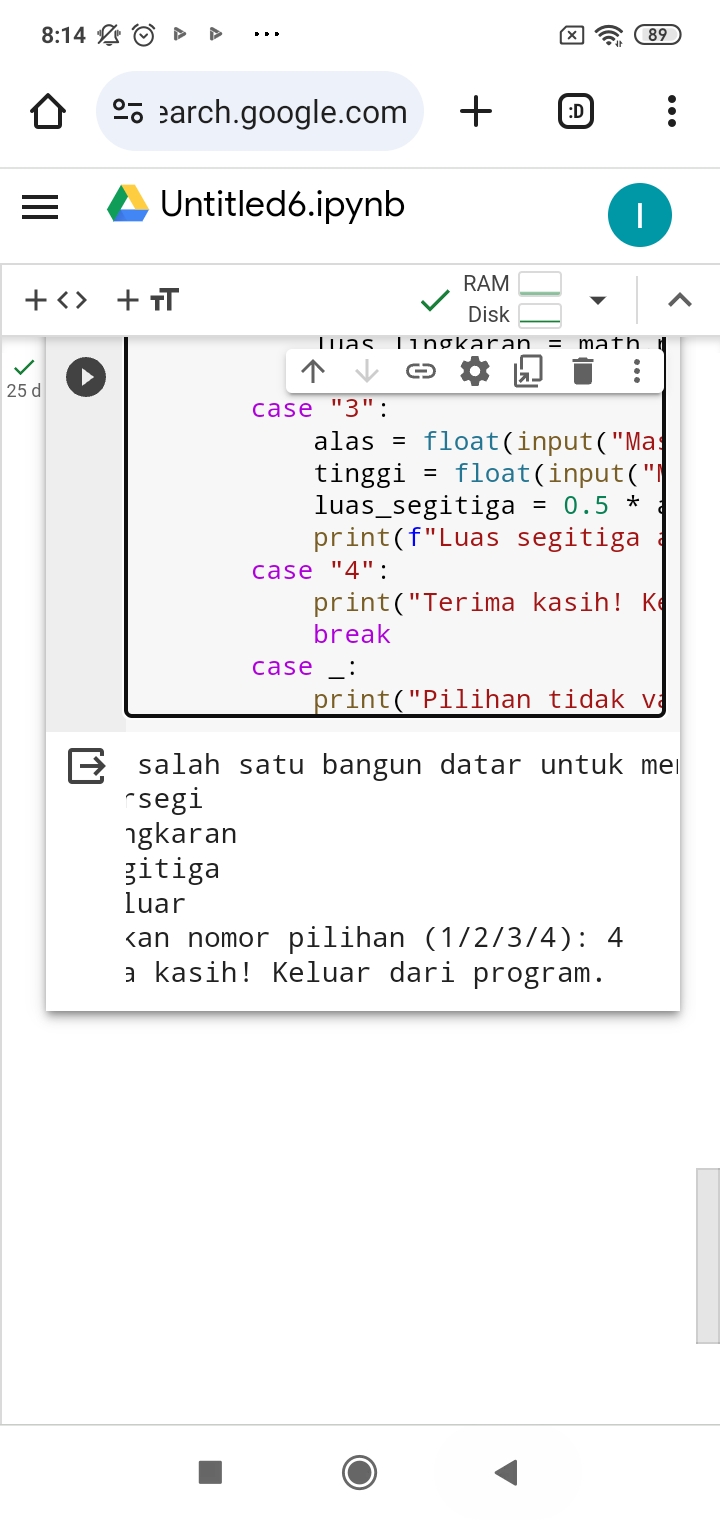 8:14 ... 89
earch.google.com :D
Untitled6.ipynb I
+ <> + TT RAM
Disk
luas_lingkaran = math.
25 d
case "3":
alas = float(input("Mas
tinggi = float(input("M
luas_segitiga = 0.5 * a
print(f"Luas segitiga a
case "4":
print("Terima kasih! Ke
break
case _:
print("Pilihan tidak va
salah satu bangun datar untuk men
rsegi
ngkaran
gitiga
luar
kan nomor pilihan (1/2/3/4): 4
a kasih! Keluar dari program.